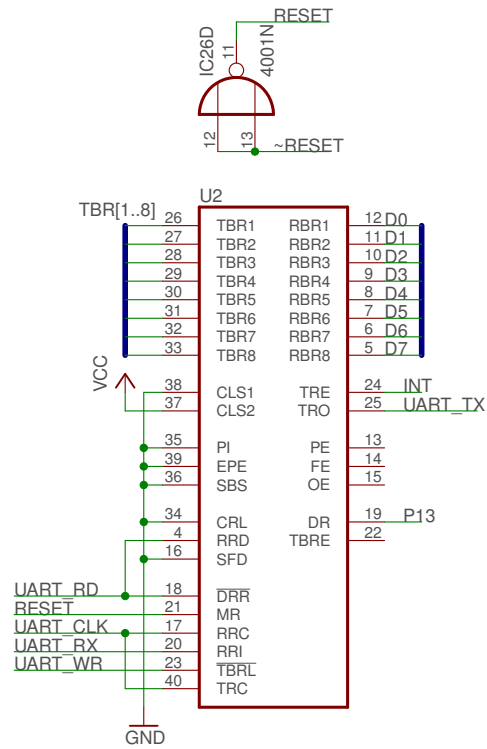 RESET
IC26D
11
4001N
12
13
~RESET
U2
TBR[1..8]
26 TBR1 RBR1 12 D0
27 TBR2 RBR2 11 D1
28 TBR3 RBR3 10 D2
29 TBR4 RBR4 9 D3
30 TBR5 RBR5 8 D4
31 TBR6 RBR6 7 D5
32 TBR7 RBR7 6 D6
33 TBR8 RBR8 5 D7
VCC
38 CLS1 TRE 24 INT
37 CLS2 TRO 25 UART_TX
35 PI PE 13
39 EPE FE 14
36 SBS OE 15
34 CRL DR 19 P13
4 RRD TBRE 22
16 SFD
UART_RD 18 DRR
RESET 21 MR
UART_CLK 17 RRC
UART_RX 20 RRI
UART_WR 23 TBRL
40 TRC
GND